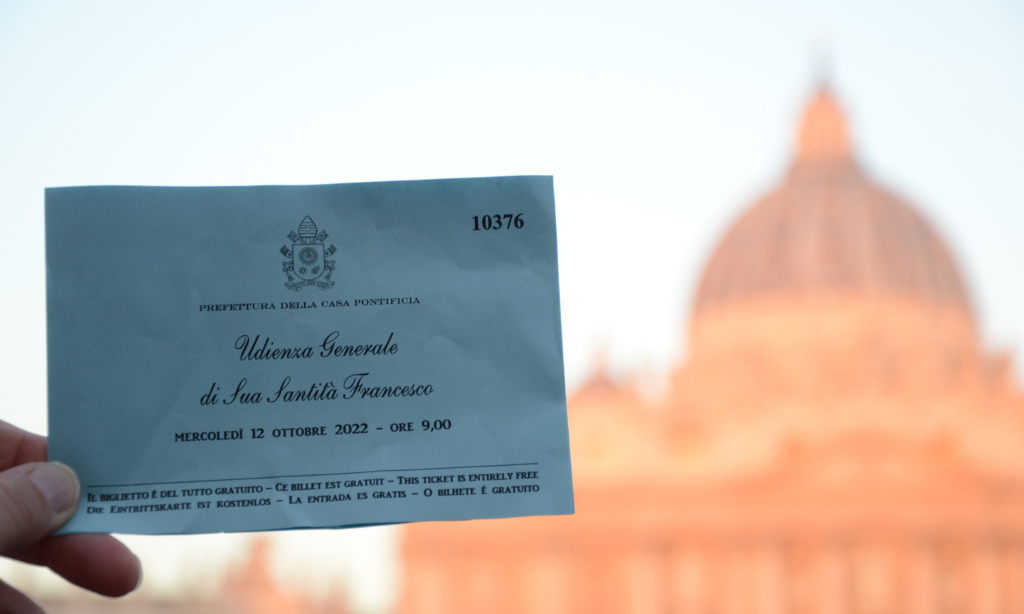 10376
PREFETTURA DELLA CASA PONTIFICIA
Udienza Generale
di Sua Santità Francesco
MERCOLEDÌ 12 OTTOBRE 2022 - ORE 9,00
IL BIGLIETTO È DEL TUTTO GRATUITO – CE BILLET EST GRATUIT – THIS TICKET IS ENTIRELY FREE
DIE EINTRITTSKARTE IST KOSTENLOS – LA ENTRADA ES GRATIS – O BILHETE É GRATUITO